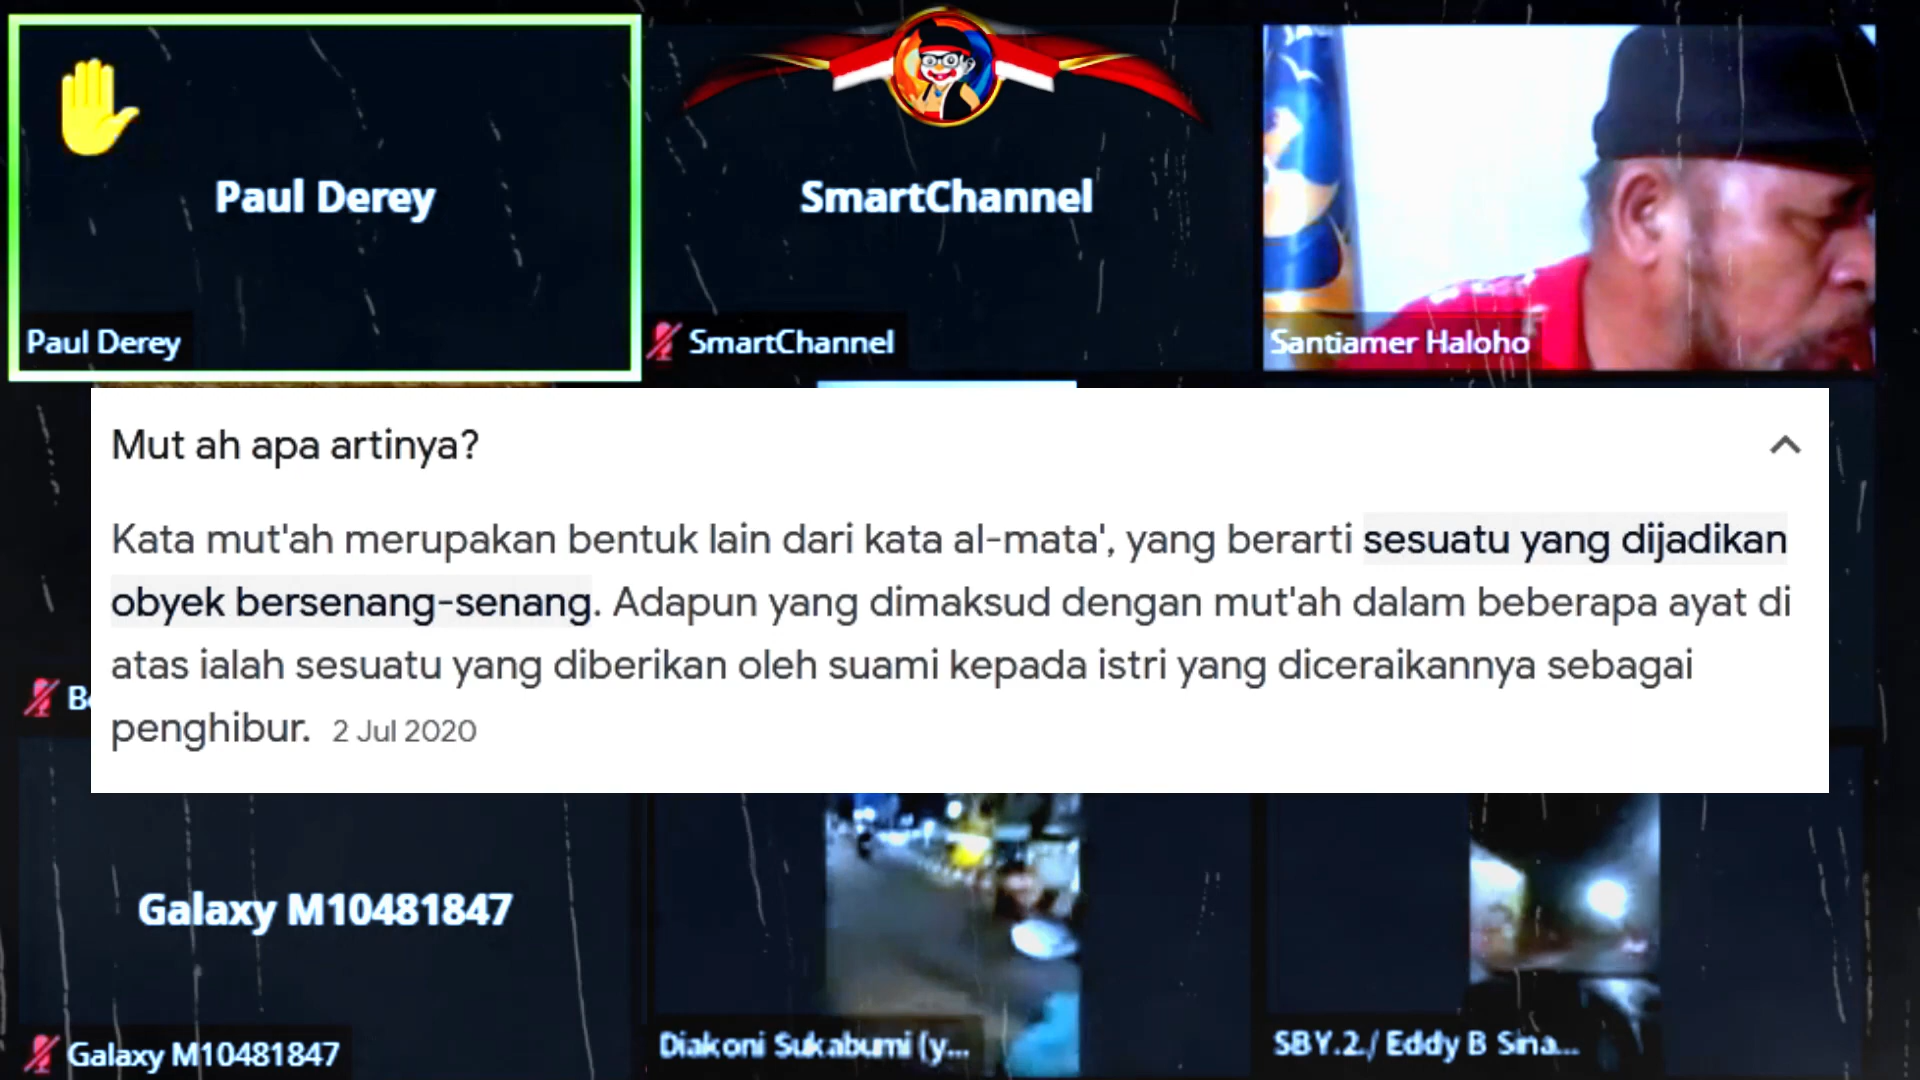 Paul Derey
SmartChannel
Paul Derey
SmartChannel
Santiamer Haloho
Mut ah apa artinya?
Kata mut'ah merupakan bentuk lain dari kata al-mata', yang berarti sesuatu yang dijadikan
obyek bersenang-senang. Adapun yang dimaksud dengan mut'ah dalam beberapa ayat di
atas ialah sesuatu yang diberikan oleh suami kepada istri yang diceraikannya sebagai
penghibur. 2 Jul 2020
Galaxy M10481847
Galaxy M10481847
Diakoni Sukabumi (y...
SBY.2./ Eddy B Sina...